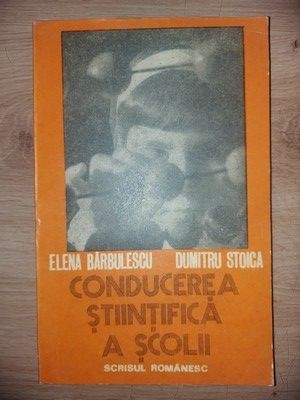 ELENA BĂRBULESCU DUMITRU STOICA
CONDUCEREA
ȘTIINȚIFICĂ
A ȘCOLII
SCRISUL ROMÂNESC